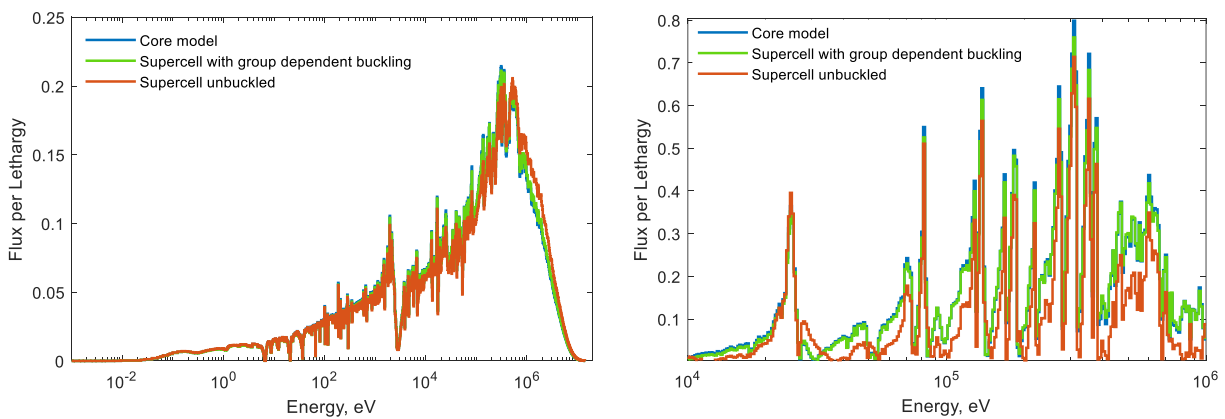 0.25
0.2
0.15
0.1
0.05
0
Flux per Lethargy
Core model
Supercell with group dependent buckling
Supercell unbuckled
10^-2
10^0
10^2
10^4
10^6
Energy, eV
0.8
0.7
0.6
0.5
0.4
0.3
0.2
0.1
Flux per Lethargy
Core model
Supercell with group dependent buckling
Supercell unbuckled
10^4
10^5
10^6
Energy, eV